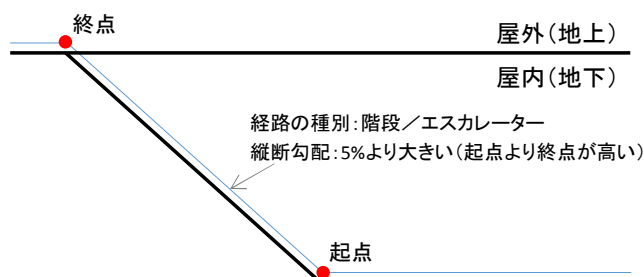 終点
屋外(地上)
屋内(地下)
経路の種別:階段/エスカレーター
縦断勾配:5%より大きい(起点より終点が高い)
起点